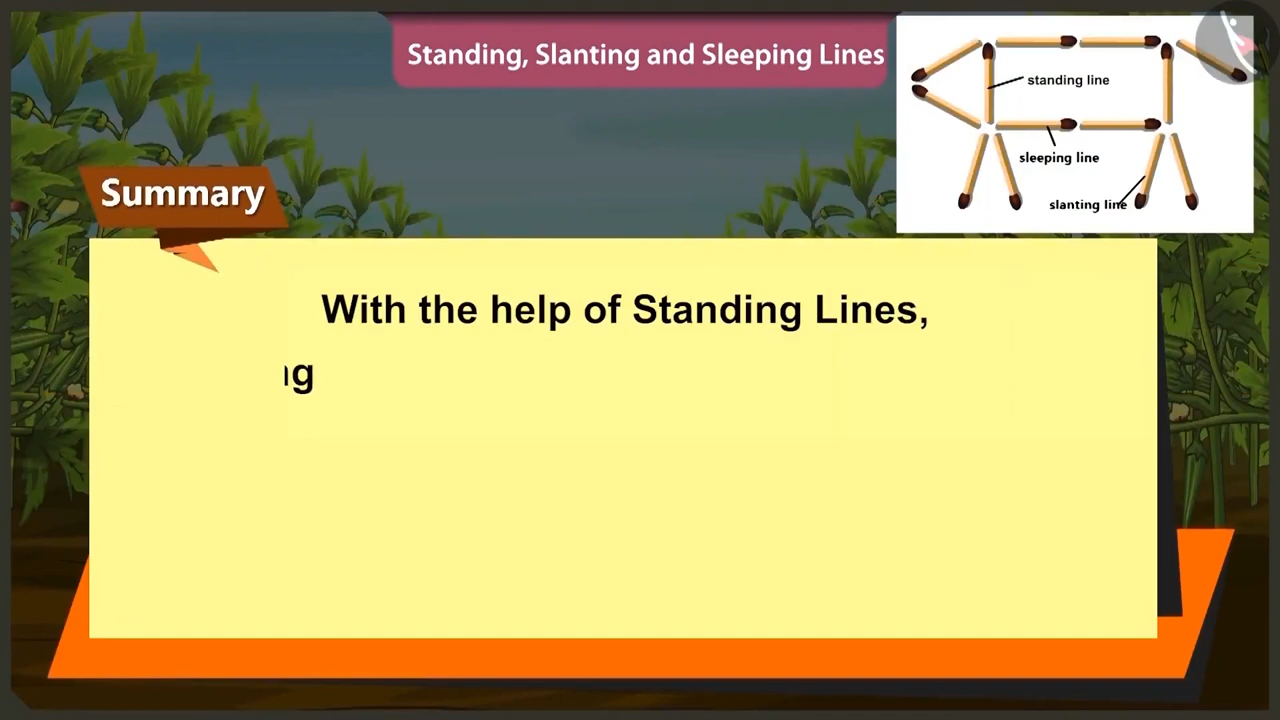 Standing, Slanting and Sleeping Lines
standing line
sleeping line
slanting line
Summary
With the help of Standing Lines,